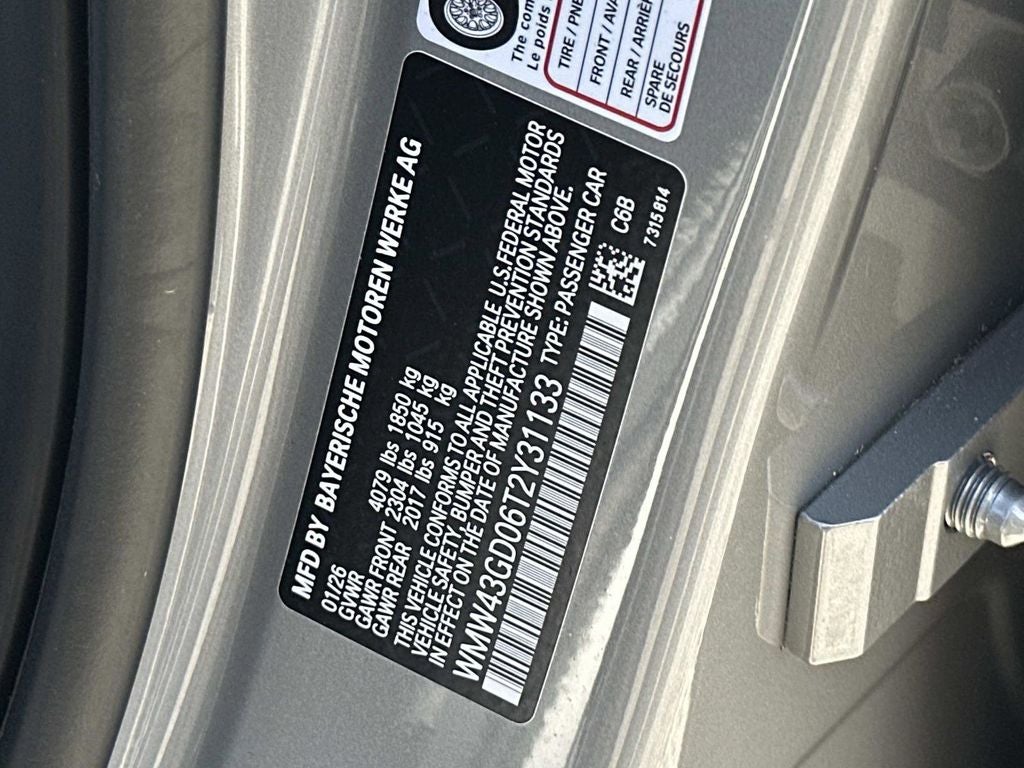 The com
Le poids
TIRE / PNE
FRONT / AVA
REAR / ARRIÈR
SPARE
DE SECOURS
MFD BY BAYERISCHE MOTOREN WERKE AG
01/26
GVWR 4079 lbs 1850 kg
GAWR FRONT 2304 lbs 1045 kg
GAWR REAR 2017 lbs 915 kg
THIS VEHICLE CONFORMS TO ALL APPLICABLE U.S. FEDERAL MOTOR
VEHICLE SAFETY, BUMPER AND THEFT PREVENTION STANDARDS
IN EFFECT ON THE DATE OF MANUFACTURE SHOWN ABOVE.
WMW43GD06T2Y31133 TYPE: PASSENGER CAR
C6B
7315814